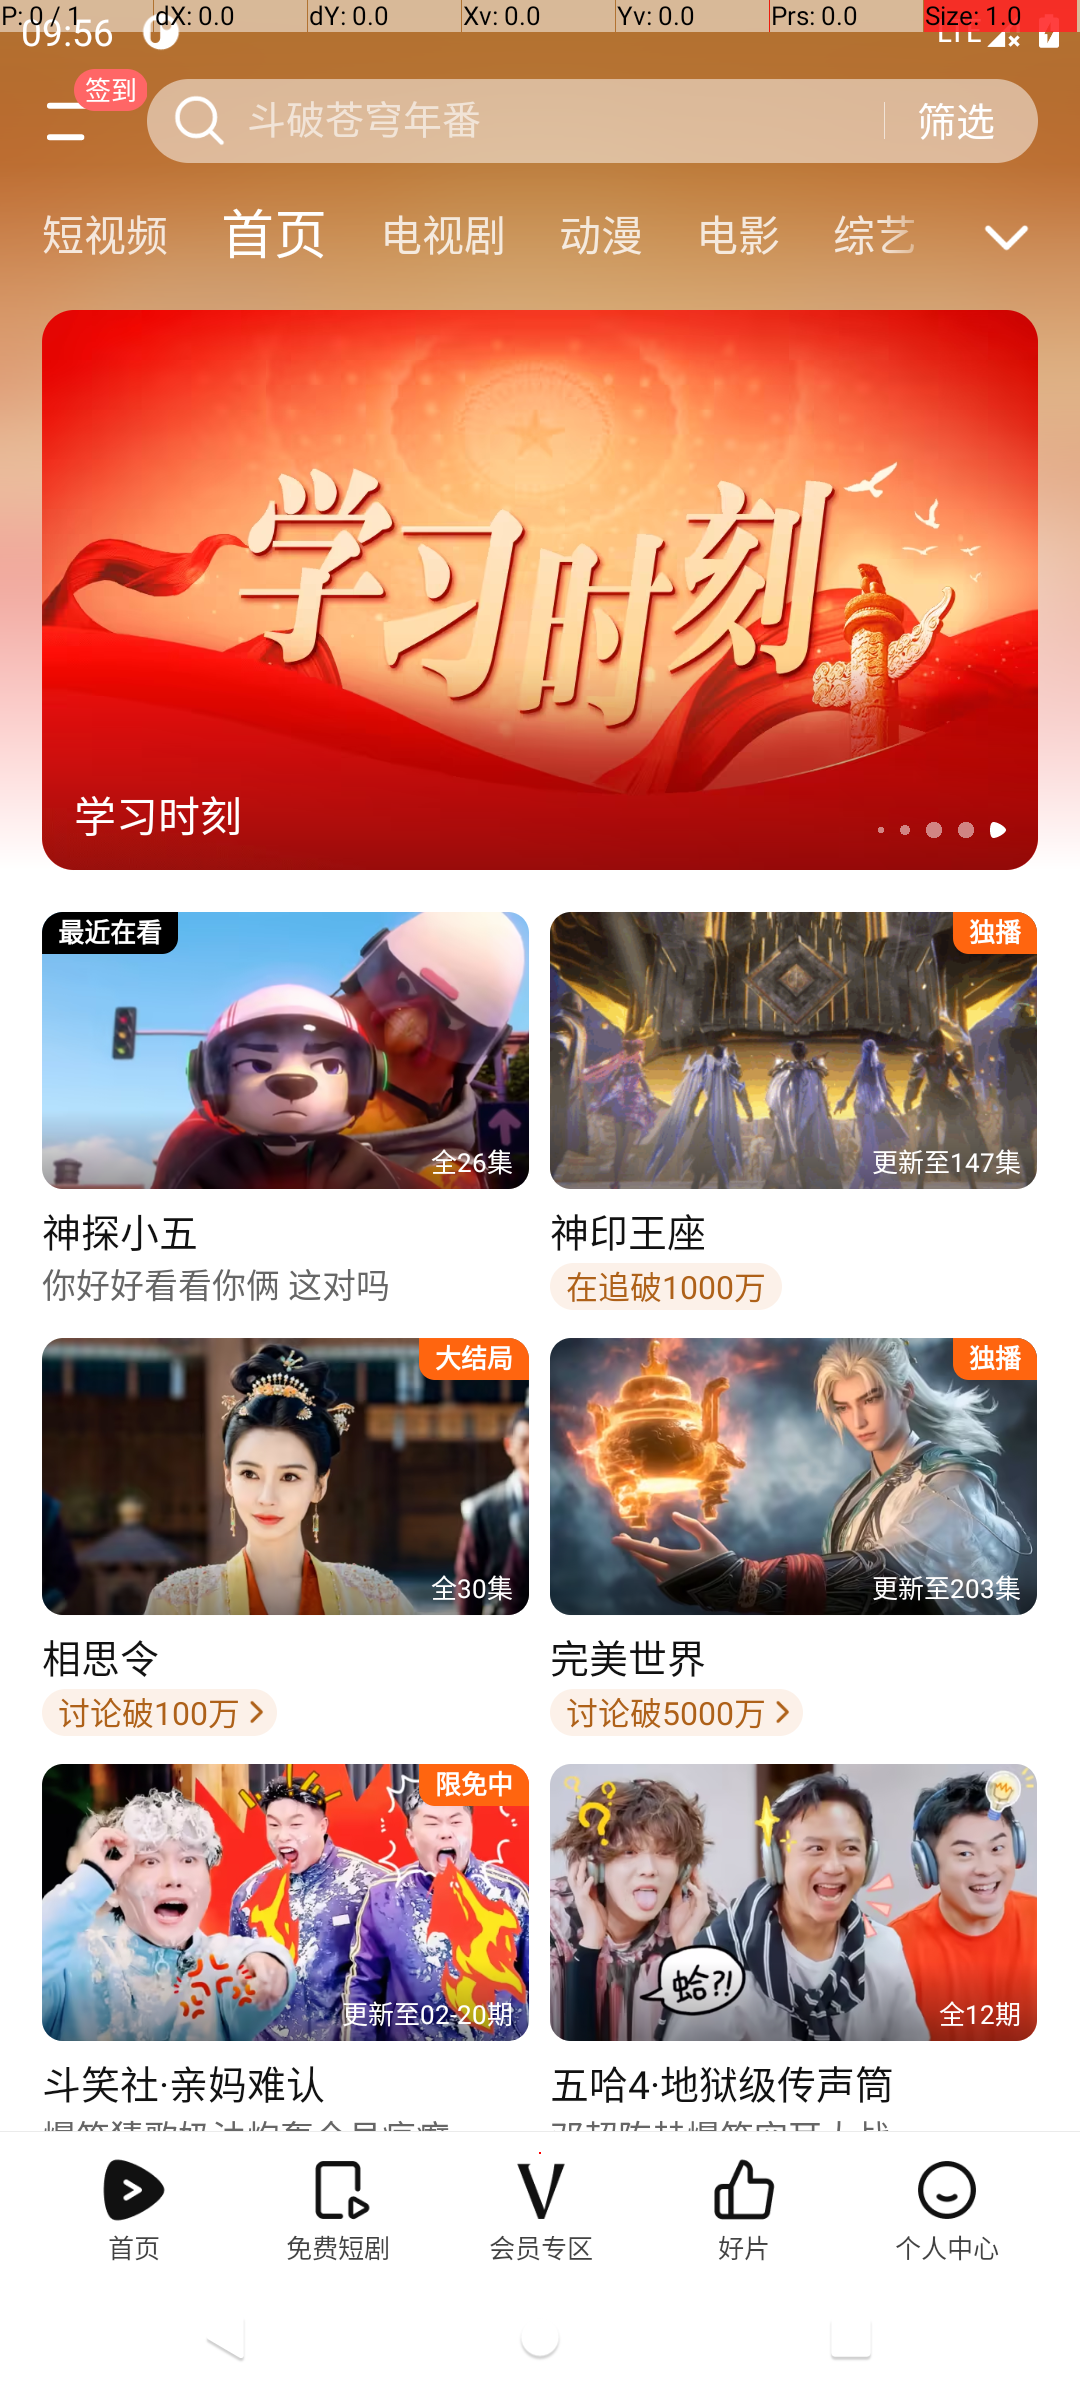 P: 0 / 1
dX: 0.0
dY: 0.0
Xv: 0.0
Yv: 0.0
Prs: 0.0
Size: 1.0
09:56
LTE
签到
斗破苍穹年番
筛选
短视频
首页
电视剧
动漫
电影
综艺
学习时刻
学习时刻
最近在看
全26集
独播
更新至147集
神探小五
神印王座
你好好看看你俩 这对吗
在追破1000万
大结局
全30集
独播
更新至203集
相思令
完美世界
讨论破100万
讨论破5000万
限免中
更新至02-20期
蛤?!
全12期
斗笑社·亲妈难认
五哈4·地狱级传声筒
首页
免费短剧
V
会员专区
好片
个人中心